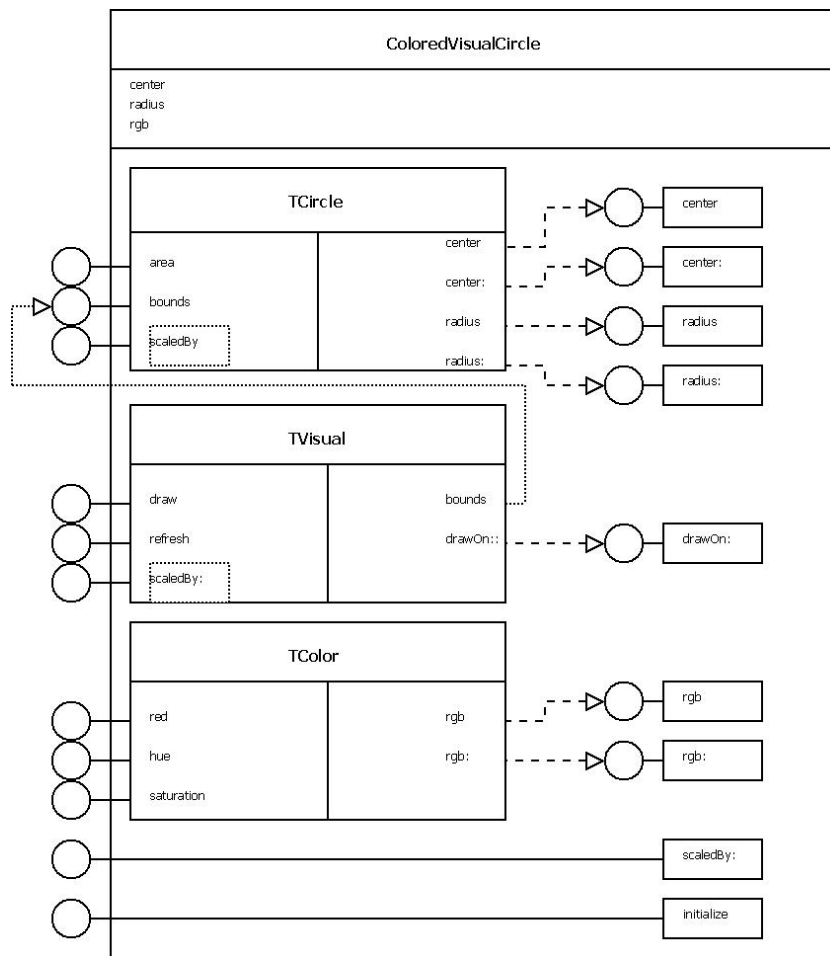 ColoredVisualCircle
center
radius
rgb
TCircle
area
bounds
scaledBy
center
center:
radius
radius:
center
center:
radius
radius:
TVisual
draw
refresh
scaledBy:
bounds
drawOn::
drawOn:
TColor
red
hue
saturation
rgb
rgb:
rgb
rgb:
scaledBy:
initialize